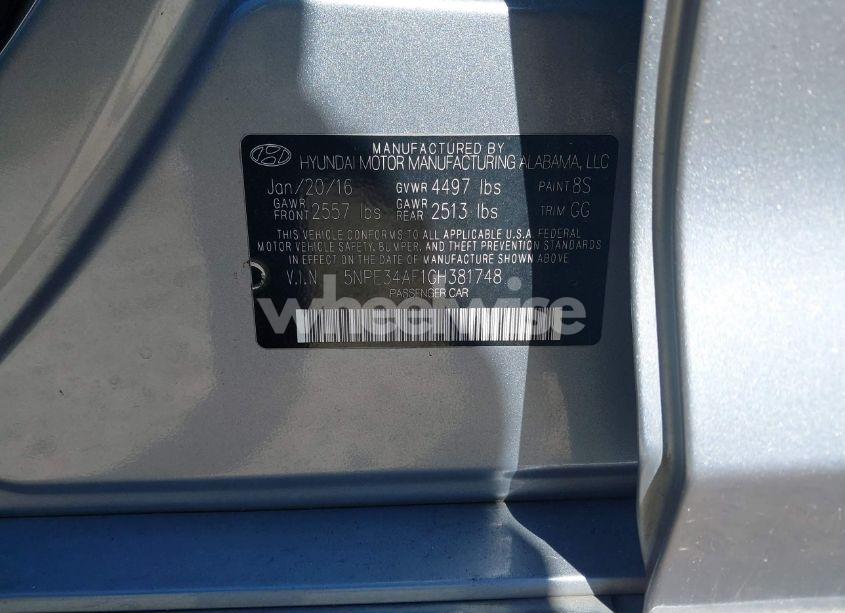 MANUFACTURED BY
HYUNDAI MOTOR MANUFACTURING ALABAMA, LLC
Jan/20/16 GVWR 4497 lbs PAINT 8S
GAWR FRONT 2557 lbs GAWR REAR 2513 lbs TRIM GG
THIS VEHICLE CONFORMS TO ALL APPLICABLE U.S.A. FEDERAL
MOTOR VEHICLE SAFETY, BUMPER, AND THEFT PREVENTION STANDARDS
IN EFFECT ON THE DATE OF MANUFACTURE SHOWN ABOVE
V.I.N 5NPE34AF1GH381748
PASSENGER CAR
wheelwise